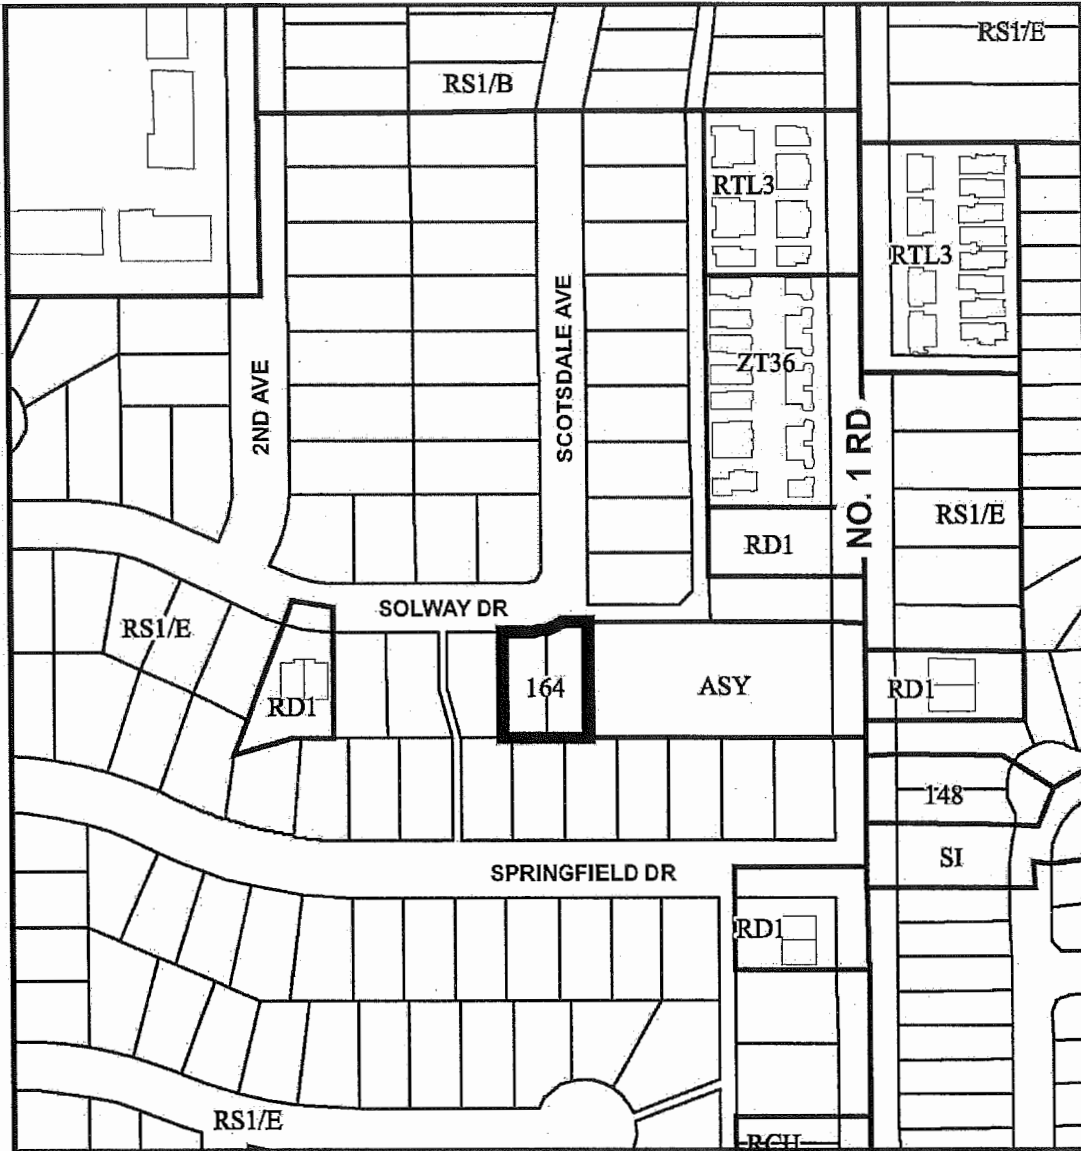 RS1/E
RS1/B
RTL3
RTL3
SCOTSDALE AVE
2ND AVE
ZT36
NO. 1 RD
RS1/E
RD1
SOLWAY DR
RS1/E
164
ASY
RD1
RD1
148
SI
SPRINGFIELD DR
RD1
RS1/E
RCH